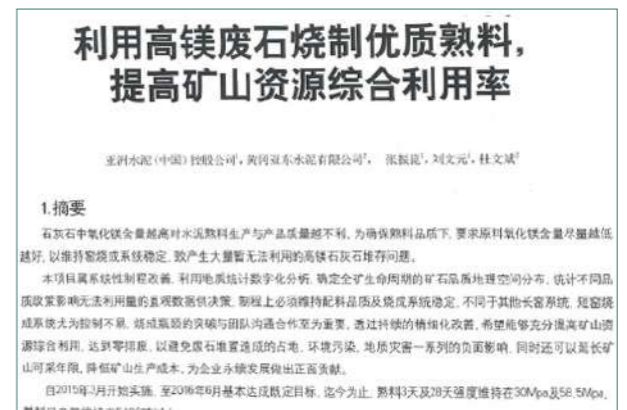 利用高镁废石烧制优质熟料，
提高矿山资源综合利用率
亚洲水泥(中国)控股公司¹, 黄冈亚东水泥有限公司², 张振崑¹, 刘文元¹, 杜文斌²
1.摘要
石灰石中氧化镁含量越高对水泥熟料生产与产品质量越不利。为确保熟料品质下, 要求原料氧化镁含量尽量越低
越好, 以维持窑烧成系统稳定, 致产生大量暂无法利用的高镁石灰石堆存问题。
本项目属系统性制程改善, 利用地质统计数字化分析, 确定全矿生命周期的矿石品质地理空间分布, 统计不同品
质政策影响无法利用量的直观数据供决策, 制程上必须维持配料品质及烧成系统稳定, 不同于其他长窑系统, 短窑烧
成系统尤为控制不易, 烧成瓶颈的突破与团队沟通合作至为重要, 透过持续的精细化改善, 希望能够充分提高矿山资
源综合利用, 达到零排废, 以避免废石堆置造成的占地、环境污染、地质灾害一系列的负面影响, 同时还可以延长矿
山可采年限, 降低矿山生产成本, 为企业永续发展做出正面贡献。
自2015年3月开始实施, 至2016年6月基本达成既定目标, 迄今为止, 熟料3天及28天强度维持在30Mpa及58.5Mpa,